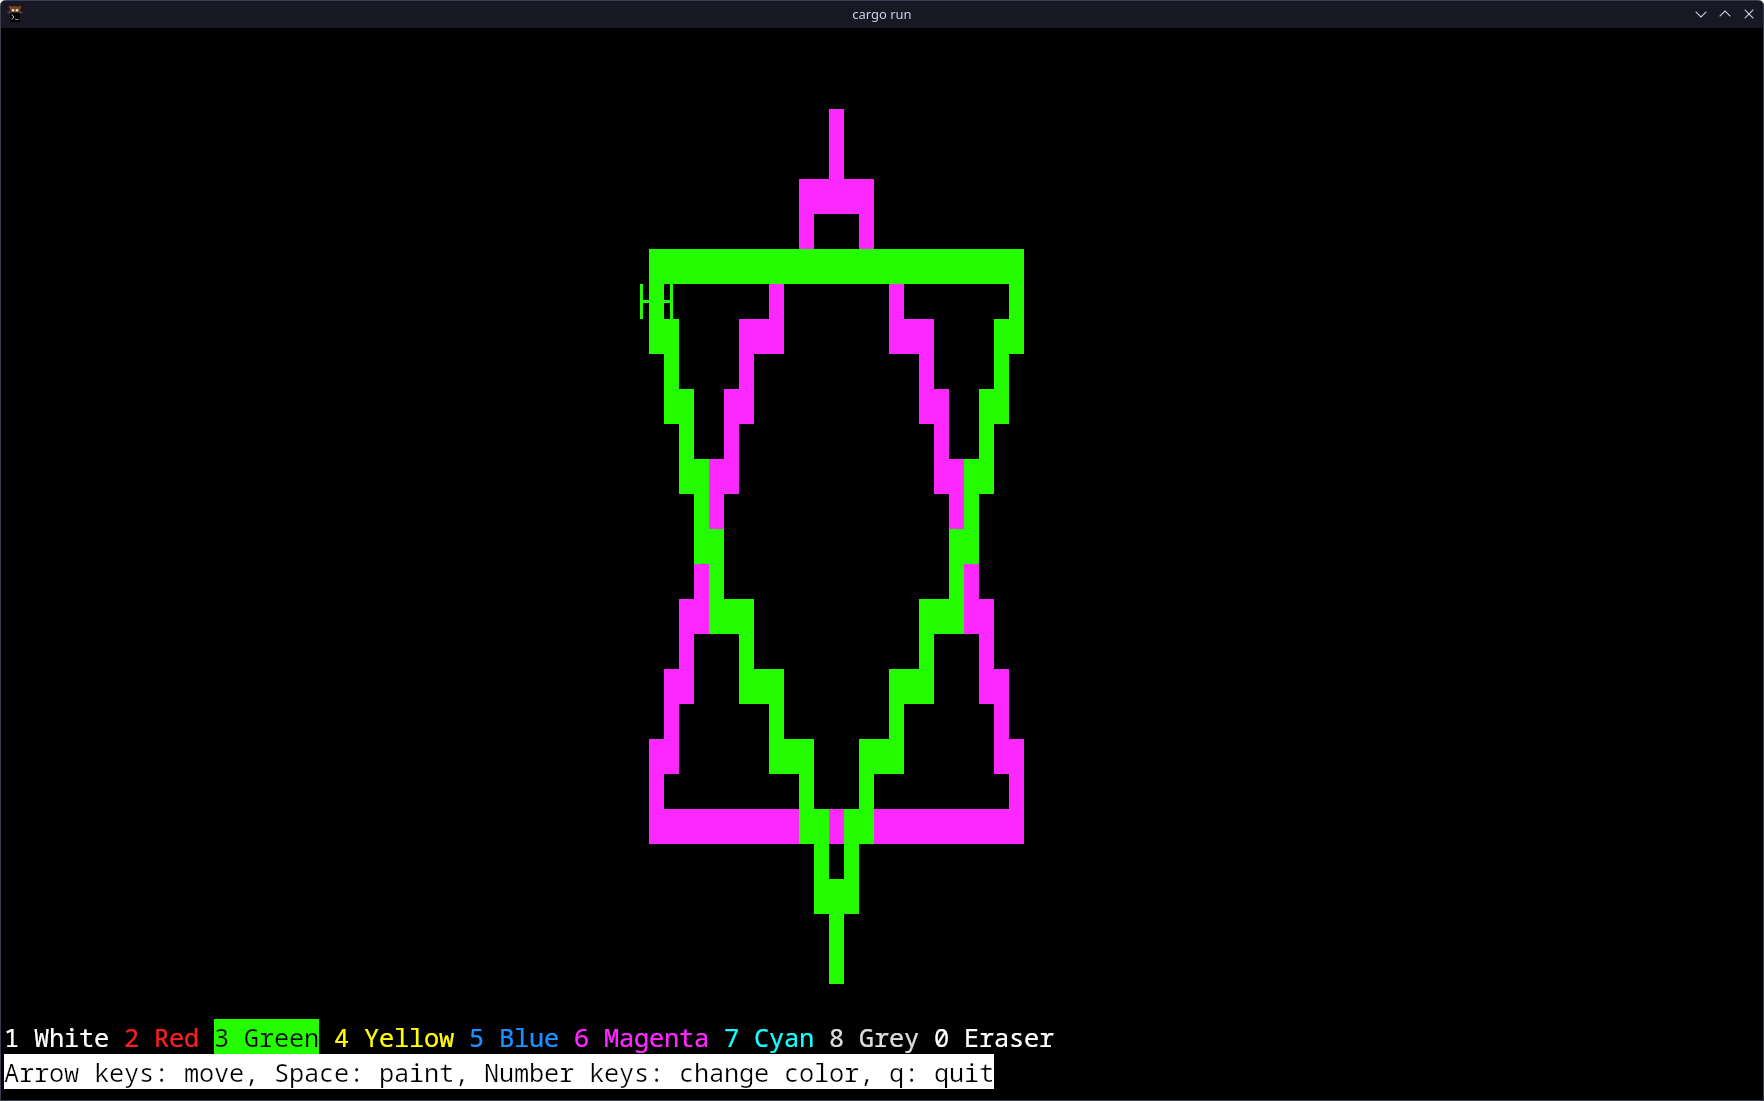 cargo run
1 White 2 Red 3 Green 4 Yellow 5 Blue 6 Magenta 7 Cyan 8 Grey 0 Eraser
Arrow keys: move, Space: paint, Number keys: change color, q: quit